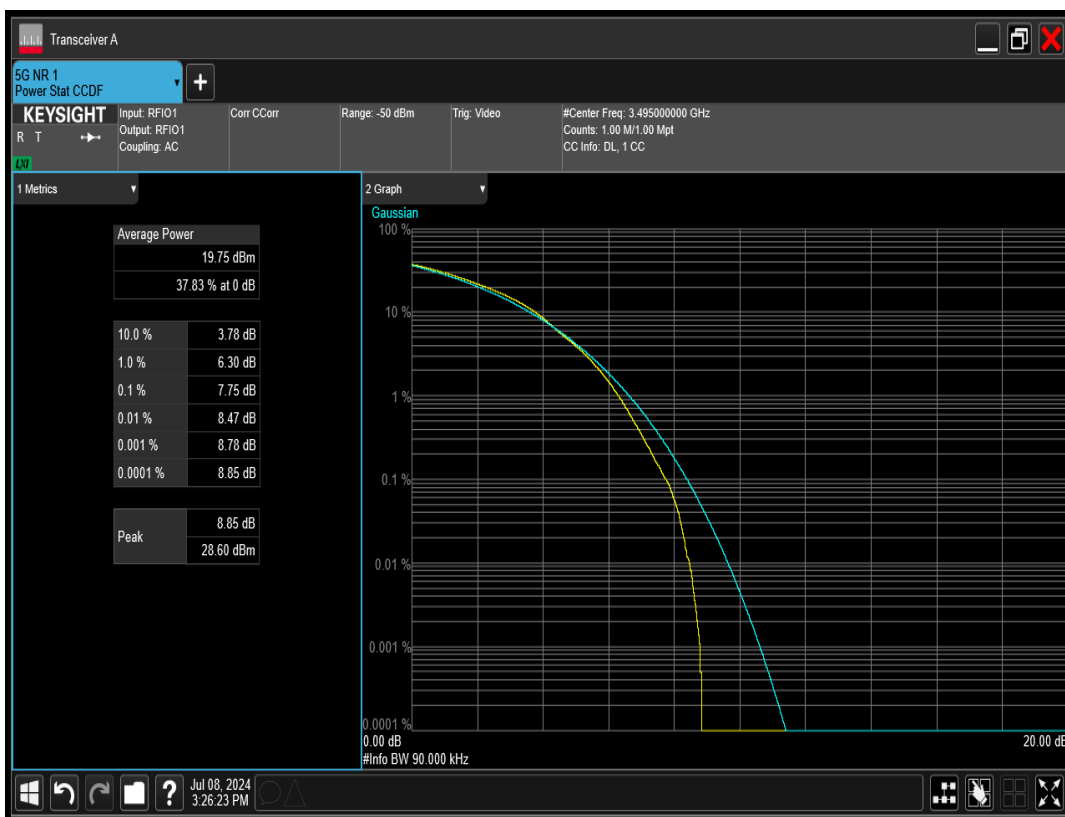 Transceiver A
5G NR 1
Power Stat CCDF
+
KEYSIGHT
R T
LXI
Input: RFIO1
Output: RFIO1
Coupling: AC
Corr CCorr
Range: -50 dBm
Trig: Video
#Center Freq: 3.495000000 GHz
Counts: 1.00 M/1.00 Mpt
CC Info: DL, 1 CC
1 Metrics
Average Power
19.75 dBm
37.83 % at 0 dB
10.0 % 3.78 dB
1.0 % 6.30 dB
0.1 % 7.75 dB
0.01 % 8.47 dB
0.001 % 8.78 dB
0.0001 % 8.85 dB
Peak 8.85 dB
28.60 dBm
2 Graph
Gaussian
100 %
10 %
1 %
0.1 %
0.01 %
0.001 %
0.0001 %
0.00 dB
20.00 dB
#Info BW 90.000 kHz
?
Jul 08, 2024
3:26:23 PM